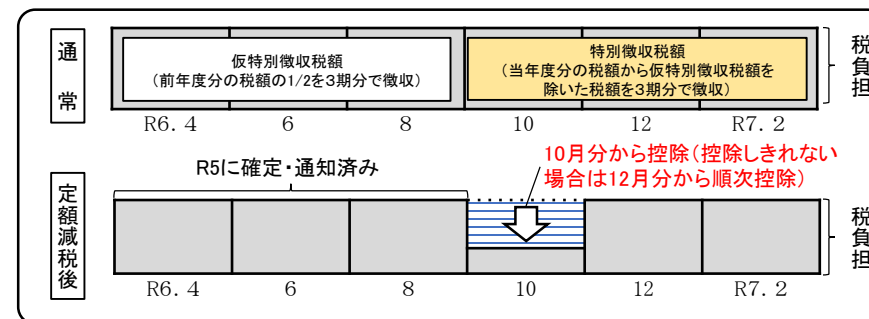 通常
仮特別徴収税額
(前年度分の税額の1/2を3期分で徴収)
特別徴収税額
(当年度分の税額から仮特別徴収税額を
除いた税額を3期分で徴収)
税負担
R6.4 6 8 10 12 R7.2
R5に確定・通知済み
10月分から控除(控除しきれない
場合は12月分から順次控除)
定額減税後
税負担
R6.4 6 8 10 12 R7.2